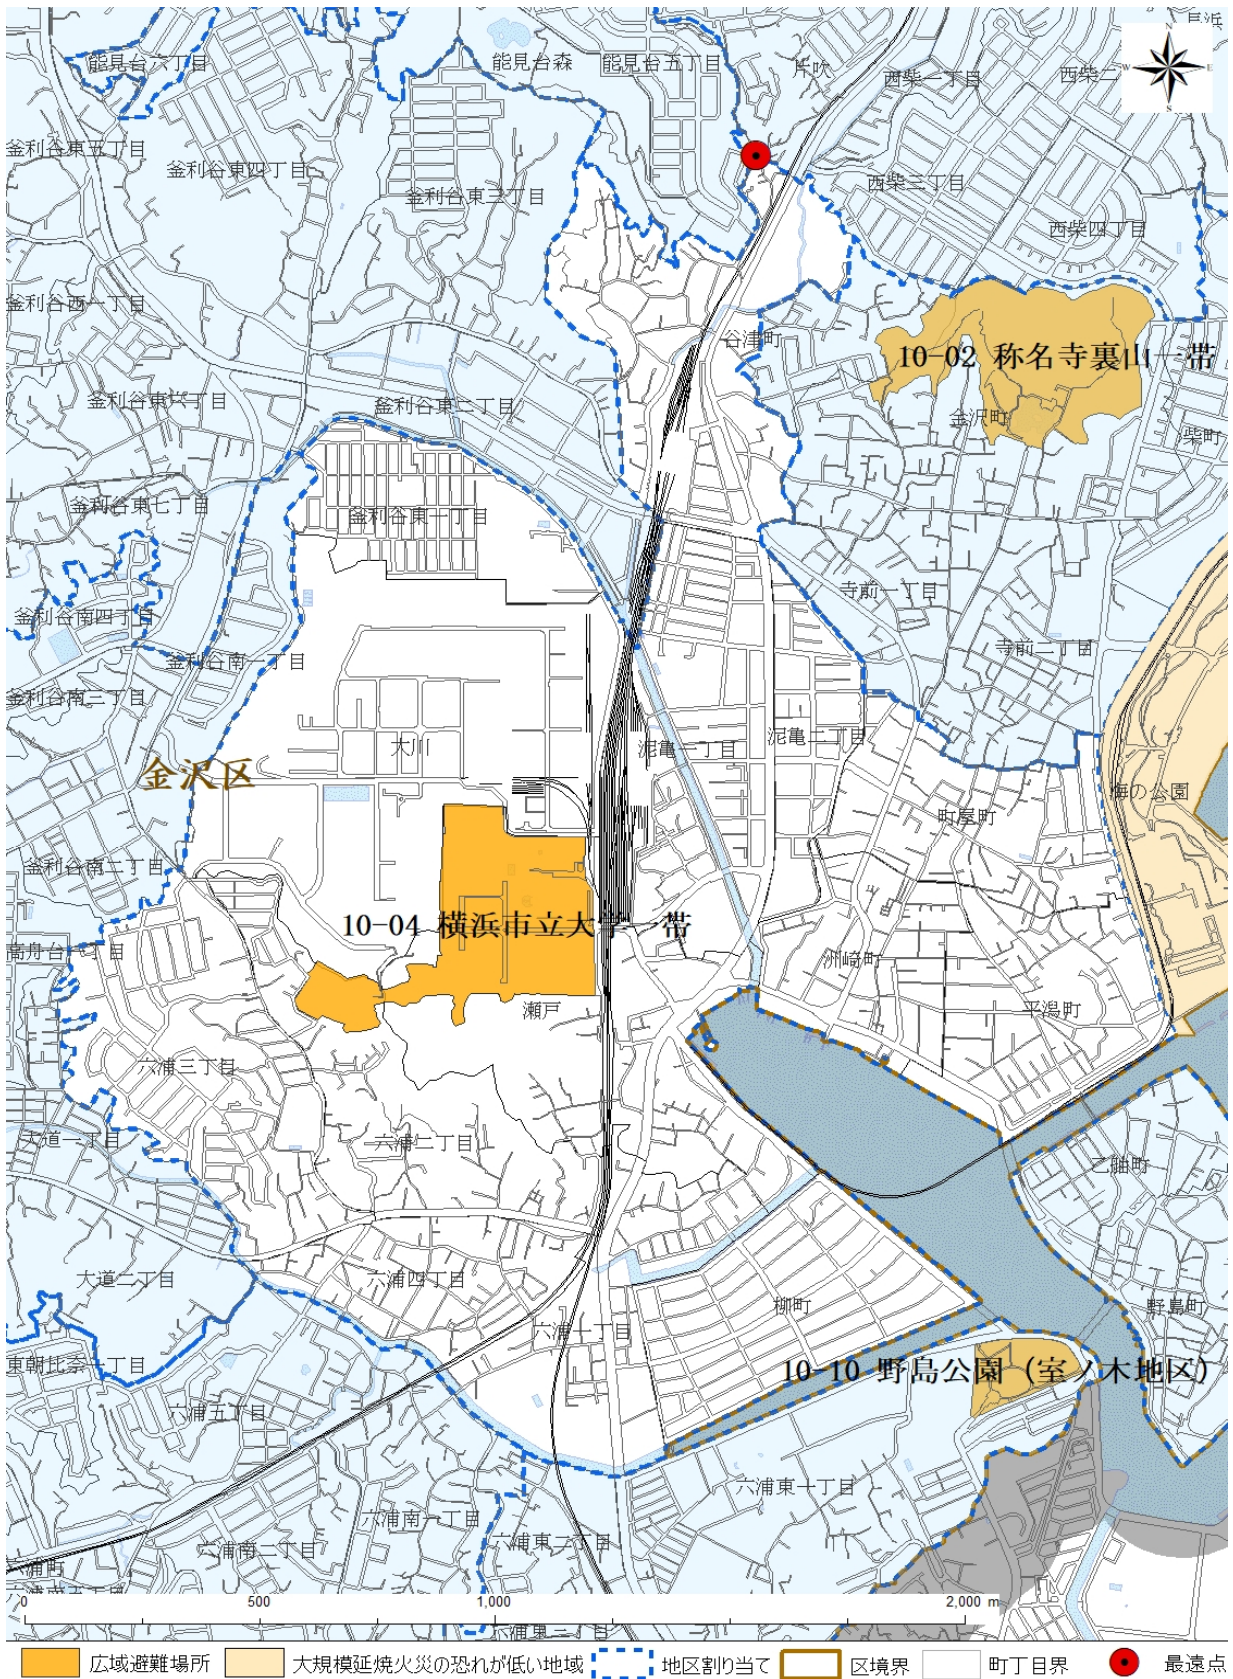 長浜
N
W
E
S
能見台六丁目
能見台森
能見台五丁目
片吹
西柴一丁目
西柴二
釜利谷東五丁目
釜利谷東四丁目
釜利谷東三丁目
西柴三丁目
西柴四丁目
釜利谷西一丁目
谷津町
10-02 称名寺裏山一帯
釜利谷東六丁目
釜利谷東二丁目
金沢町
柴町
釜利谷東七丁目
釜利谷東一丁目
寺前一丁目
釜利谷南四丁目
寺前二丁目
釜利谷南一丁目
釜利谷南三丁目
大川
泥亀一丁目
泥亀二丁目
金沢区
海の公園
町屋町
釜利谷南二丁目
10-04 横浜市立大学一帯
高舟台一丁目
洲崎町
瀬戸
平潟町
六浦三丁目
大道一丁目
六浦二丁目
乙舳町
大道二丁目
六浦四丁目
柳町
野島町
六浦一丁目
東朝比奈一丁目
10-10 野島公園（室ノ木地区）
六浦五丁目
六浦東一丁目
六浦南一丁目
六浦東二丁目
六浦南二丁目
六浦町
六浦東三丁目
0 500 1,000 2,000 m
広域避難場所 大規模延焼火災の恐れが低い地域 地区割り当て 区境界 町丁目界 最遠点